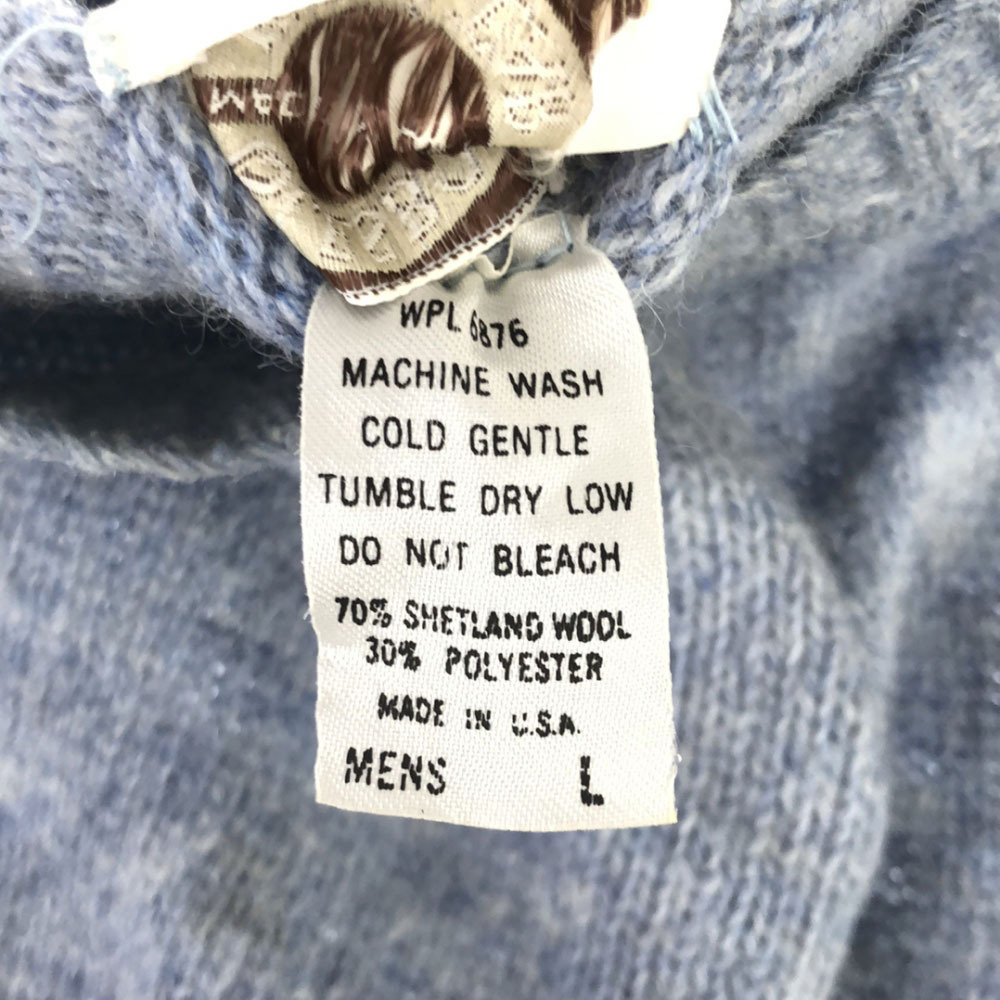 WPL 6876
MACHINE WASH
COLD GENTLE
TUMBLE DRY LOW
DO NOT BLEACH
70% SHETLAND WOOL
30% POLYESTER
MADE IN U.S.A.
MENS L